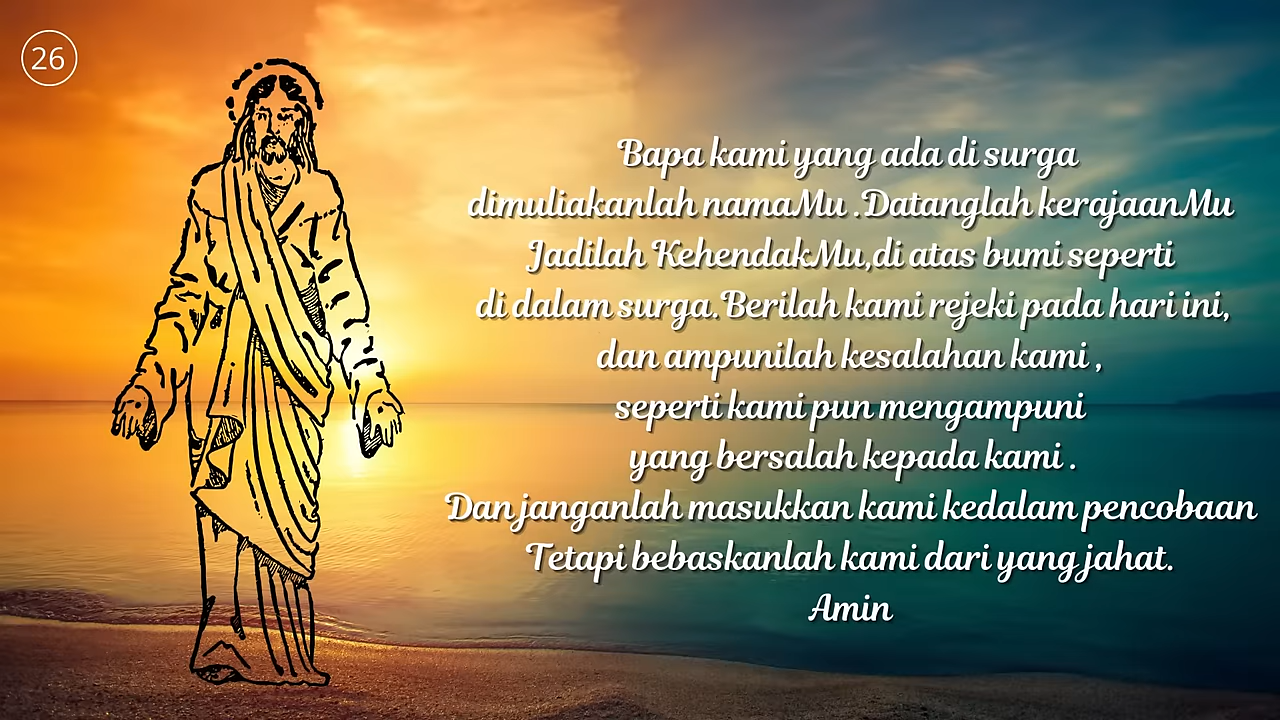 26
Bapa kami yang ada di surga
dimuliakanlah namaMu .Datanglah kerajaanMu
Jadilah KehendakMu,di atas bumi seperti
di dalam surga.Berilah kami rejeki pada hari ini,
dan ampunilah kesalahan kami ,
seperti kami pun mengampuni
yang bersalah kepada kami .
Dan janganlah masukkan kami kedalam pencobaan
Tetapi bebaskanlah kami dari yang jahat.
Amin